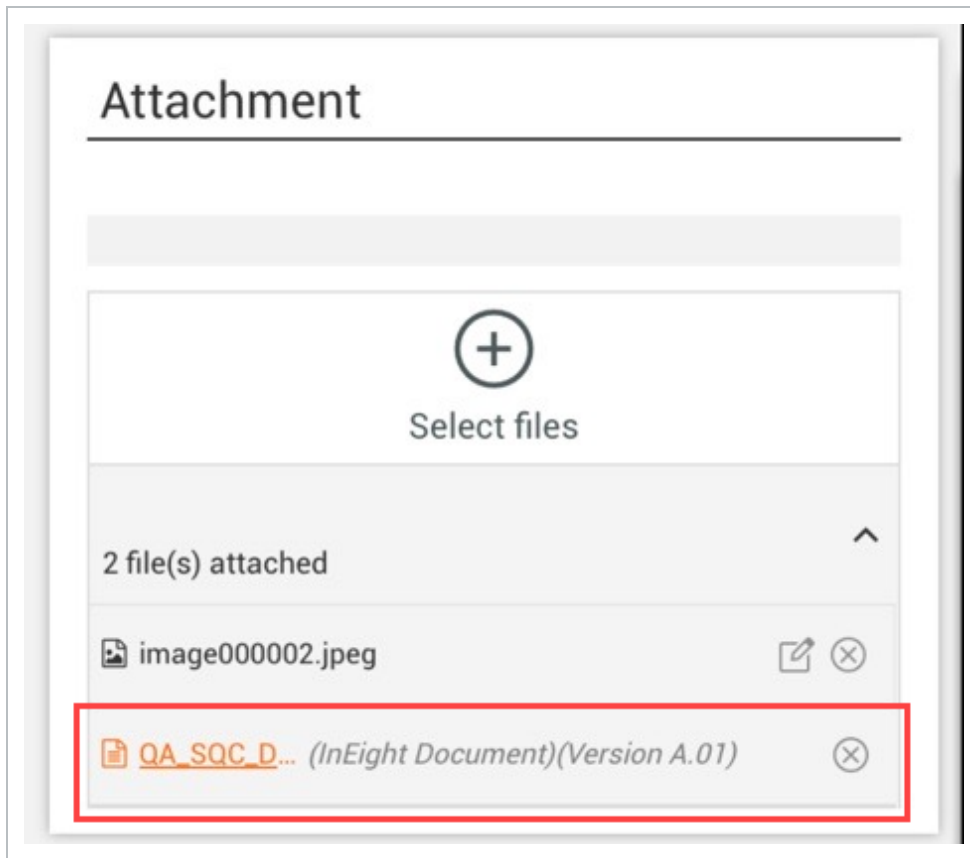 Attachment
Select files
2 file(s) attached
image000002.jpeg
QA_SQC_D... (InEight Document)(Version A.01)